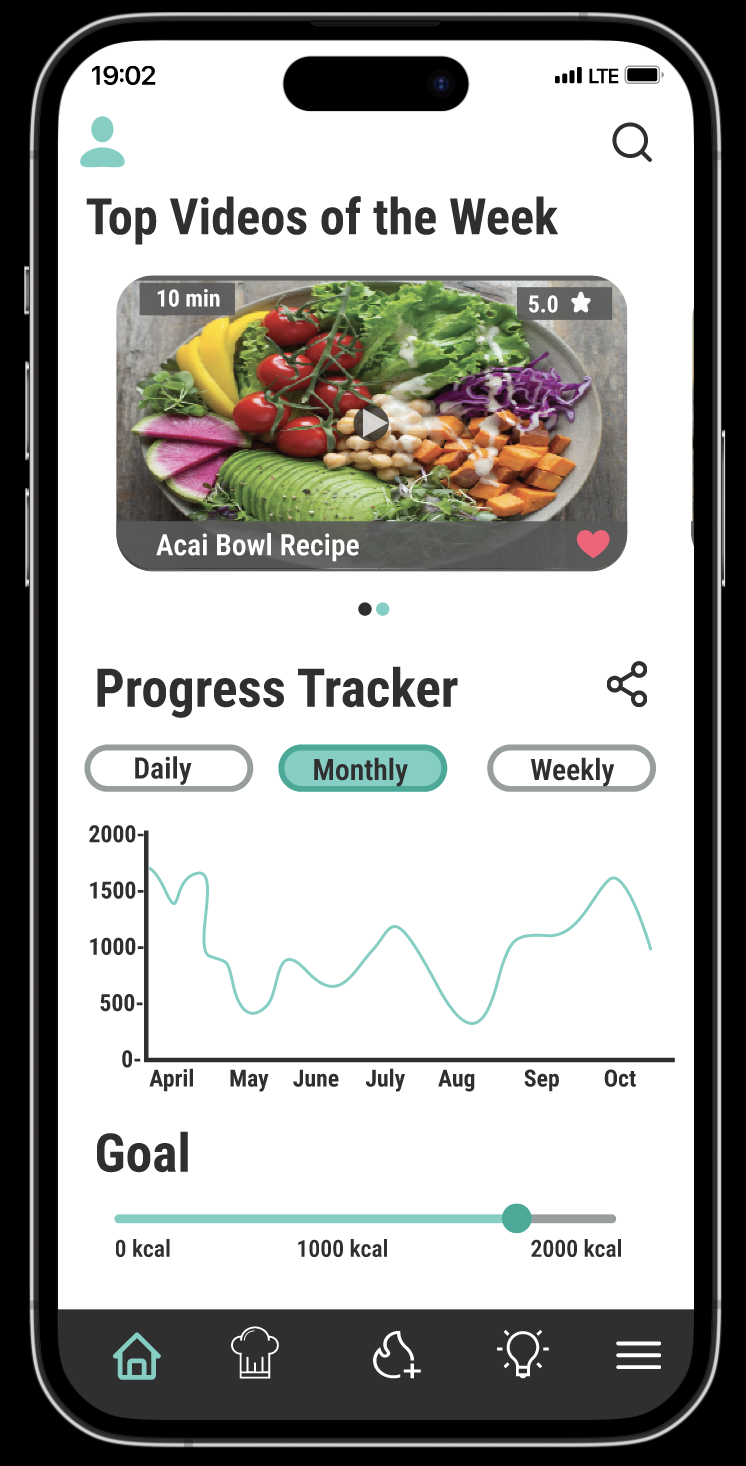 19:02 LTE
Top Videos of the Week
10 min 5.0
Acai Bowl Recipe
Progress Tracker
Daily Monthly Weekly
2000-
1500-
1000-
500-
0-
April May June July Aug Sep Oct
Goal
0 kcal 1000 kcal 2000 kcal